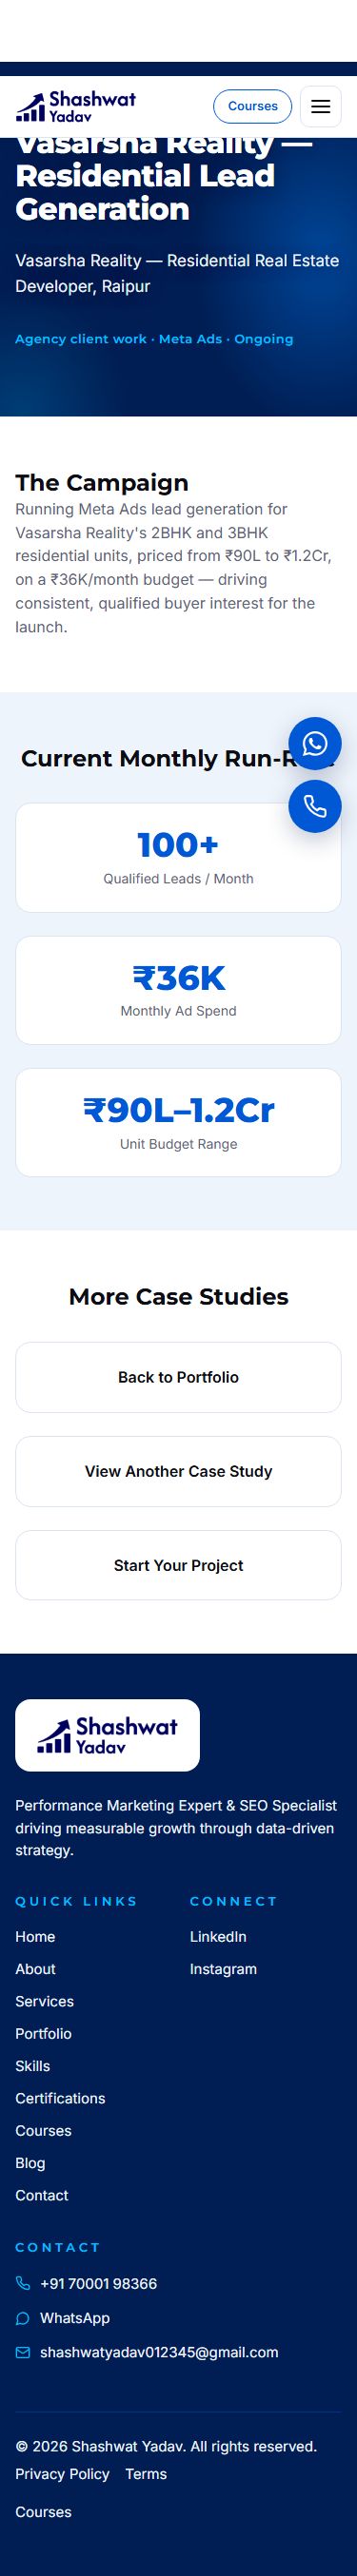 Shashwat
Yadav
Courses
Vasarsha Reality —
Residential Lead
Generation
Vasarsha Reality — Residential Real Estate
Developer, Raipur
Agency client work · Meta Ads · Ongoing
The Campaign
Running Meta Ads lead generation for
Vasarsha Reality's 2BHK and 3BHK
residential units, priced from ₹90L to ₹1.2Cr,
on a ₹36K/month budget — driving
consistent, qualified buyer interest for the
launch.
Current Monthly
100+
Qualified Leads / Month
₹36K
Monthly Ad Spend
₹90L–1.2Cr
Unit Budget Range
More Case Studies
Back to Portfolio
View Another Case Study
Start Your Project
Shashwat
Yadav
Performance Marketing Expert & SEO Specialist
driving measurable growth through data-driven
strategy.
QUICK LINKS
Home
About
Services
Portfolio
Skills
Certifications
Courses
Blog
Contact
CONNECT
LinkedIn
Instagram
CONTACT
+91 70001 98366
WhatsApp
shashwatyadav012345@gmail.com
© 2026 Shashwat Yadav. All rights reserved.
Privacy Policy Terms
Courses